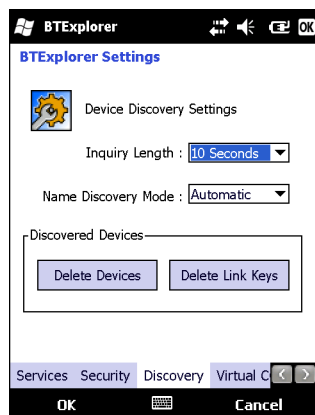 BTExplorer OK
BTExplorer Settings
Device Discovery Settings
Inquiry Length : 10 Seconds
Name Discovery Mode : Automatic
Discovered Devices
Delete Devices Delete Link Keys
Services Security Discovery Virtual C
OK Cancel